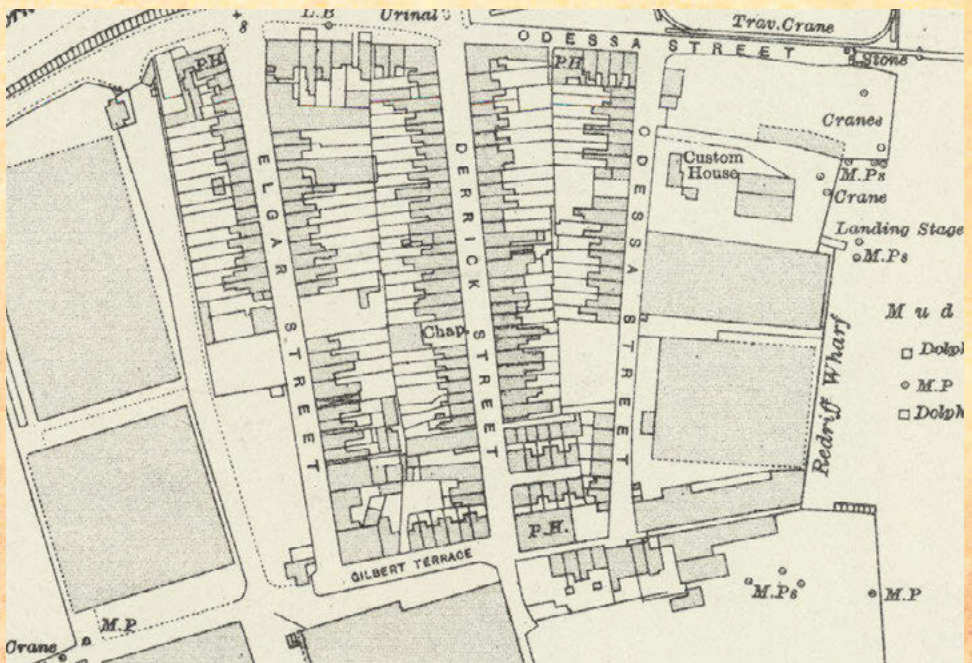 L.B
Urinal
Trav. Crane
8
ODESSA STREET
P.H
P.H
Stone
Cranes
ELGAR STREET
DERRICK STREET
ODESSA STREET
Custom
House
M.Ps
Crane
Landing Stage
M.Ps
Mud
Chap.
Redriff Wharf
M.P
P.H.
GILBERT TERRACE
M.Ps
M.P
M.P
Crane